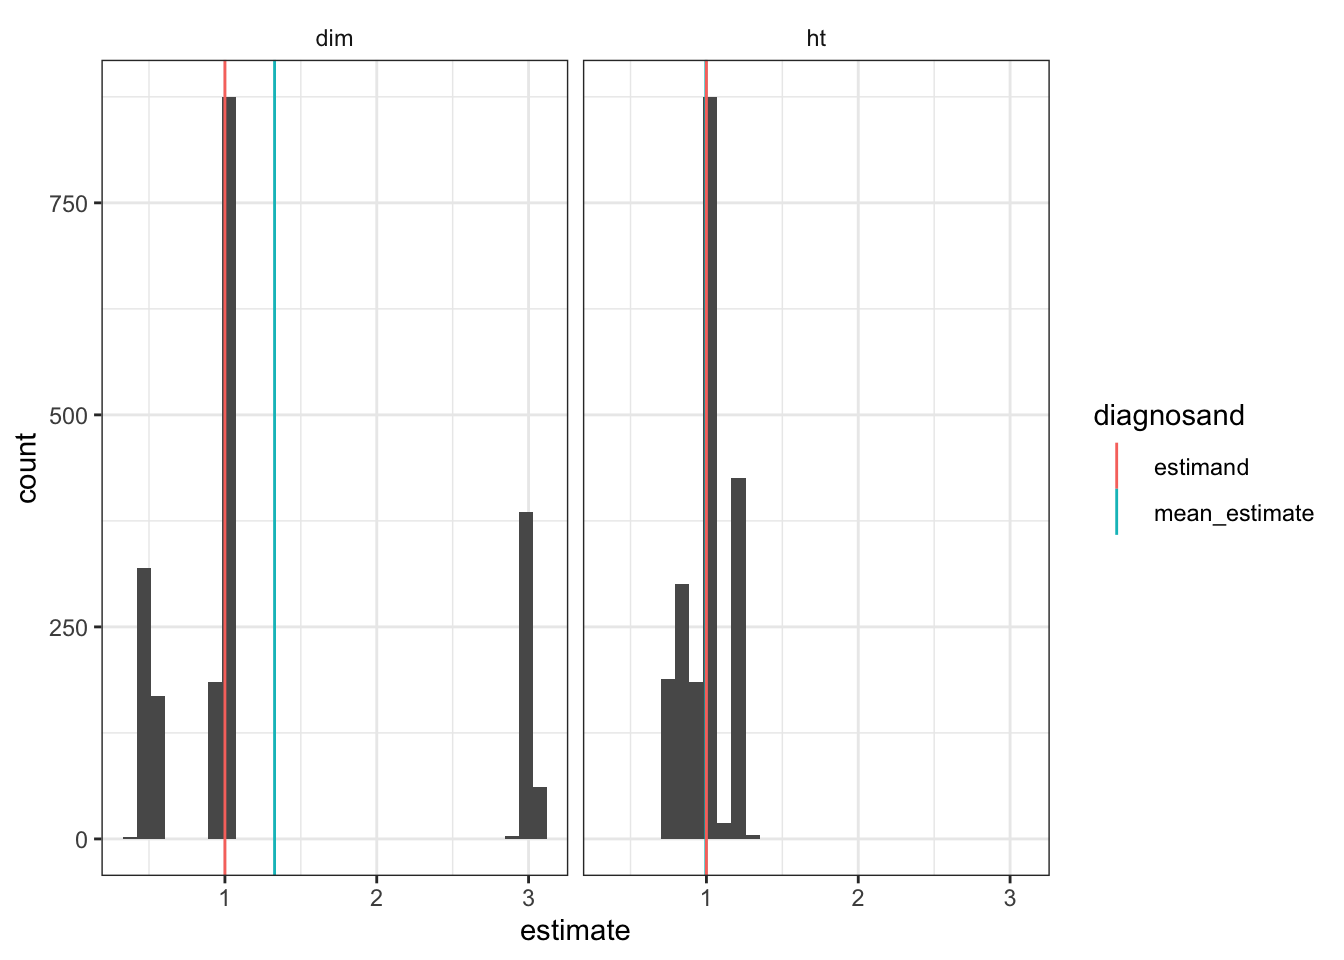 dim
ht
count
750
500
250
0
1
2
3
1
2
3
estimate
diagnosand
estimand
mean_estimate